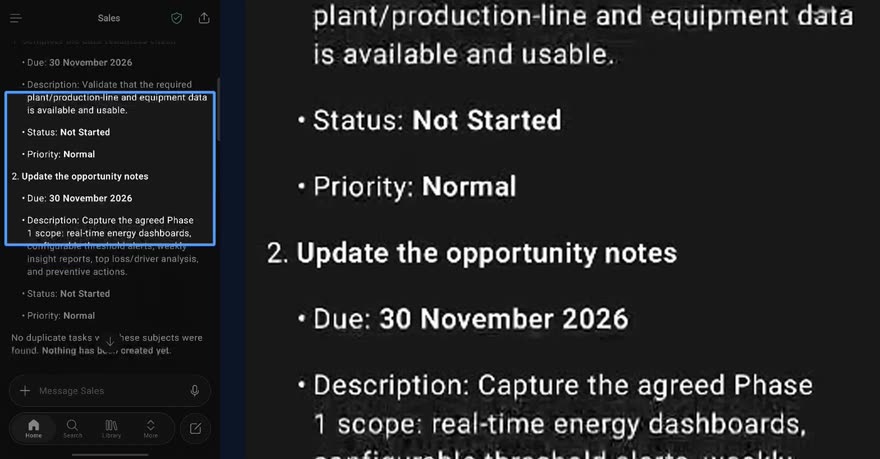 Sales
• Due: 30 November 2026
• Description: Validate that the required
plant/production-line and equipment data
is available and usable.
• Status: Not Started
• Priority: Normal
2. Update the opportunity notes
• Due: 30 November 2026
• Description: Capture the agreed Phase
1 scope: real-time energy dashboards,
configurable threshold alerts, weekly
insight reports, top loss/driver analysis,
and preventive actions.
• Status: Not Started
• Priority: Normal
No duplicate tasks these subjects were
found. Nothing has been created yet.
Message Sales
Home
Search
Library
More
plant/production-line and equipment data
is available and usable.
• Status: Not Started
• Priority: Normal
2. Update the opportunity notes
• Due: 30 November 2026
• Description: Capture the agreed Phase
1 scope: real-time energy dashboards,
configurable threshold alerts, weekly